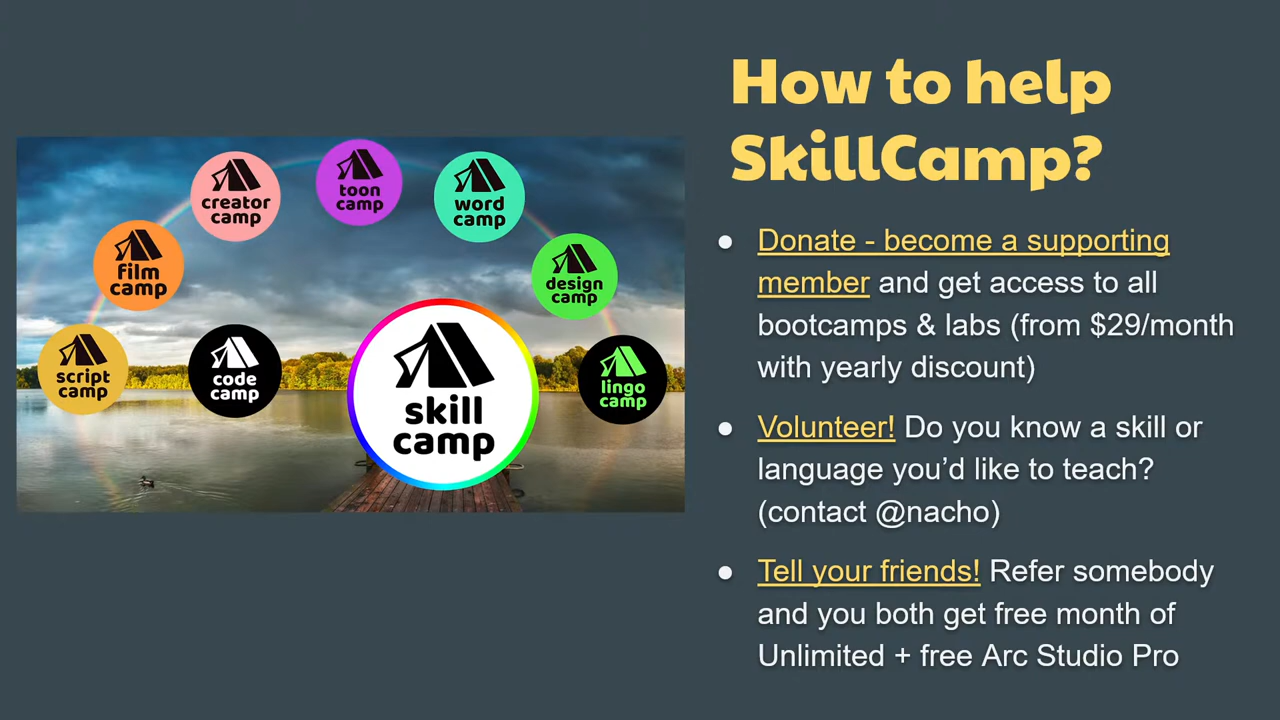 How to help
SkillCamp?
● Donate - become a supporting
member and get access to all
bootcamps & labs (from $29/month
with yearly discount)
● Volunteer! Do you know a skill or
language you’d like to teach?
(contact @nacho)
● Tell your friends! Refer somebody
and you both get free month of
Unlimited + free Arc Studio Pro
script
camp
film
camp
creator
camp
toon
camp
word
camp
design
camp
lingo
camp
code
camp
skill
camp